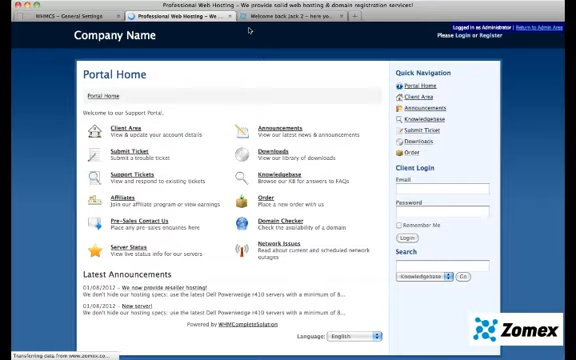 Professional Web Hosting – We provide solid web hosting & domain registration services!
WHMCS – General Settings
Professional Web Hosting – We...
Welcome back Jack 2 – here yo...
Logged in as Administrator | Return to Admin Area
Company Name
Please Login or Register
Portal Home
Portal Home
Welcome to our Support Portal.
Client Area
View & update your account details
Announcements
View our latest news & announcements
Submit Ticket
Submit a trouble ticket
Downloads
View our library of downloads
Support Tickets
View and respond to existing tickets
Knowledgebase
Browse our KB for answers to FAQs
Affiliates
Join our affiliate program or view earnings
Order
Place a new order with us
Pre-Sales Contact Us
Place any pre-sales enquires here
Domain Checker
Check the availability of a domain
Server Status
View live status info for our servers
Network Issues
Read about current and scheduled network
outages
Latest Announcements
01/08/2012 - We now provide reseller hosting!
We don't hide our hosting specs: use the latest Dell Poweredge r410 servers with a minimum of 8...
01/08/2012 - New server!
We don't hide our hosting specs: use the latest Dell Poweredge r410 servers with a minimum of 8...
Powered by WHMCompleteSolution
Language: English
Quick Navigation
Portal Home
Client Area
Announcements
Knowledgebase
Submit Ticket
Downloads
Order
Client Login
Email
Password
Remember Me
Login
Search
Knowledgebase
Go
Zomex
Transferring data from www.zomex.co...